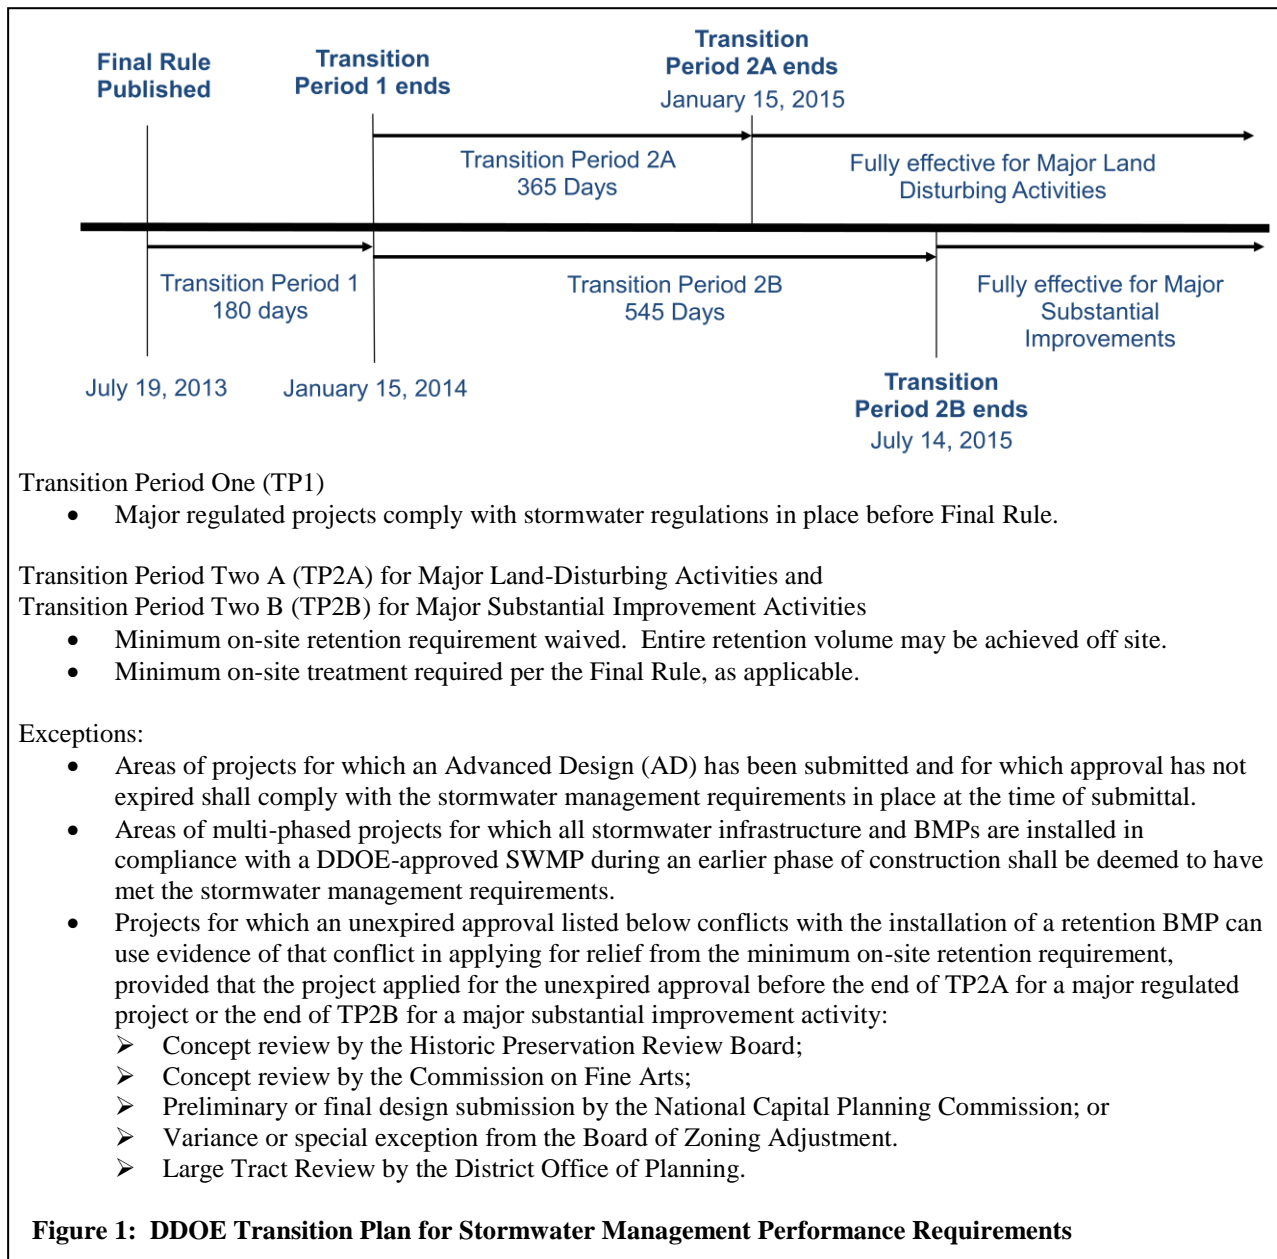 Final Rule
Published
Transition
Period 1 ends
Transition
Period 2A ends
January 15, 2015
Transition Period 2A
365 Days
Fully effective for Major Land
Disturbing Activities
Transition Period 1
180 days
Transition Period 2B
545 Days
Fully effective for Major
Substantial
Improvements
July 19, 2013
January 15, 2014
Transition
Period 2B ends
July 14, 2015
Transition Period One (TP1)
• Major regulated projects comply with stormwater regulations in place before Final Rule.
Transition Period Two A (TP2A) for Major Land-Disturbing Activities and
Transition Period Two B (TP2B) for Major Substantial Improvement Activities
• Minimum on-site retention requirement waived.  Entire retention volume may be achieved off site.
• Minimum on-site treatment required per the Final Rule, as applicable.
Exceptions:
• Areas of projects for which an Advanced Design (AD) has been submitted and for which approval has not
expired shall comply with the stormwater management requirements in place at the time of submittal.
• Areas of multi-phased projects for which all stormwater infrastructure and BMPs are installed in
compliance with a DDOE-approved SWMP during an earlier phase of construction shall be deemed to have
met the stormwater management requirements.
• Projects for which an unexpired approval listed below conflicts with the installation of a retention BMP can
use evidence of that conflict in applying for relief from the minimum on-site retention requirement,
provided that the project applied for the unexpired approval before the end of TP2A for a major regulated
project or the end of TP2B for a major substantial improvement activity:
➢ Concept review by the Historic Preservation Review Board;
➢ Concept review by the Commission on Fine Arts;
➢ Preliminary or final design submission by the National Capital Planning Commission; or
➢ Variance or special exception from the Board of Zoning Adjustment.
➢ Large Tract Review by the District Office of Planning.
Figure 1:  DDOE Transition Plan for Stormwater Management Performance Requirements